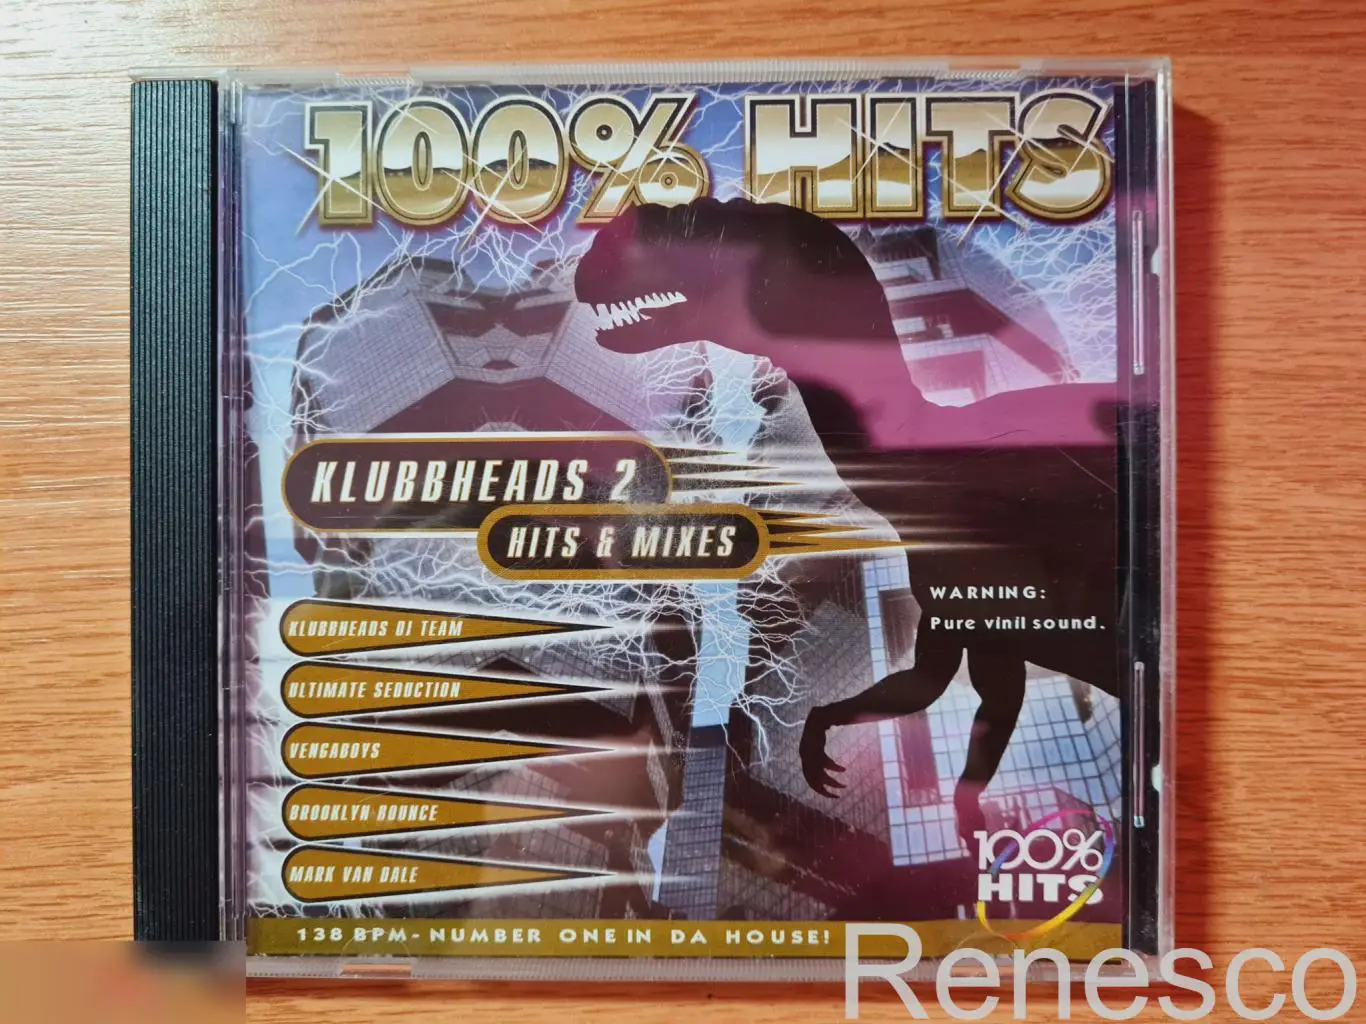 100% HITS
KLUBBHEADS 2
HITS & MIXES
WARNING:
Pure vinil sound.
KLUBBHEADS DJ TEAM
ULTIMATE SEDUCTION
VENGABOYS
BROOKLYN BOUNCE
MARK VAN DALE
100%
HITS
138 BPM- NUMBER ONE IN DA HOUSE!
Renesco